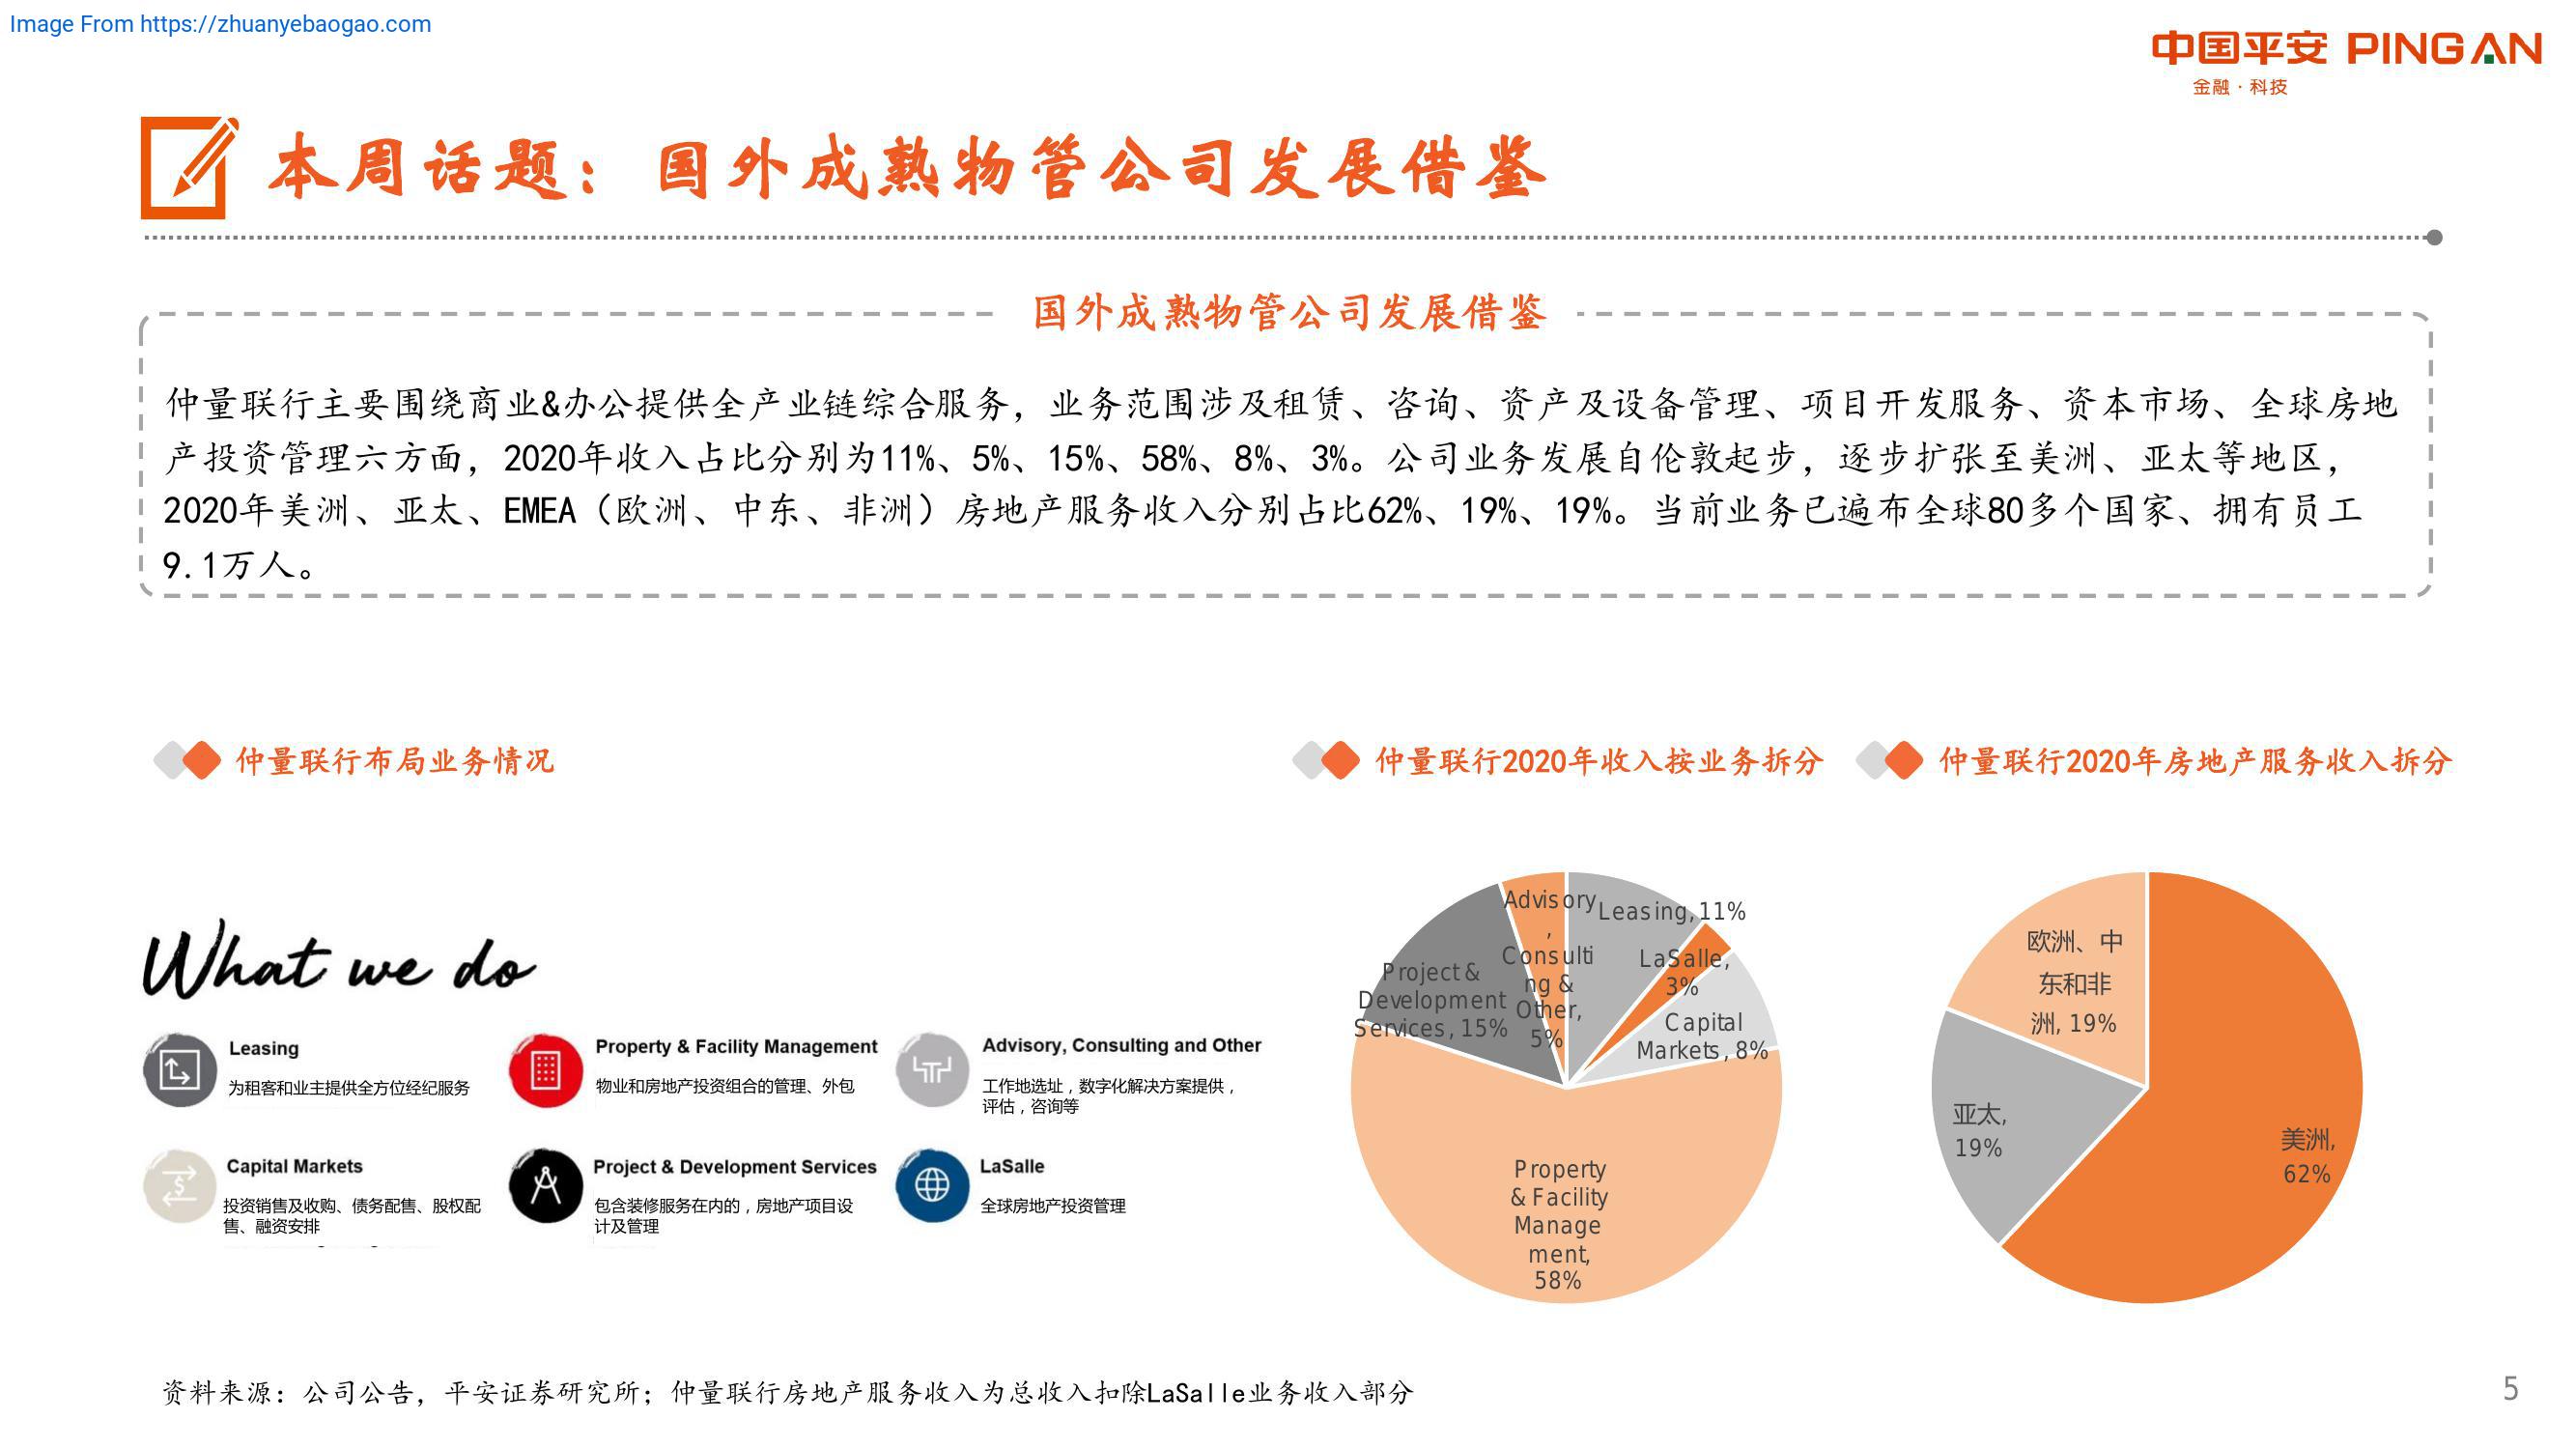 Image From https://zhuanyebaogao.com
中国平安 PINGAN
金融·科技
本周话题：国外成熟物管公司发展借鉴
国外成熟物管公司发展借鉴
仲量联行主要围绕商业&办公提供全产业链综合服务，业务范围涉及租赁、咨询、资产及设备管理、项目开发服务、资本市场、全球房地
产投资管理六方面，2020年收入占比分别为11%、5%、15%、58%、8%、3%。公司业务发展自伦敦起步，逐步扩张至美洲、亚太等地区，
2020年美洲、亚太、EMEA（欧洲、中东、非洲）房地产服务收入分别占比62%、19%、19%。当前业务已遍布全球80多个国家、拥有员工
9.1万人。
仲量联行布局业务情况
What we do
Leasing
为租客和业主提供全方位经纪服务
Property & Facility Management
物业和房地产投资组合的管理、外包
Advisory, Consulting and Other
工作地选址，数字化解决方案提供，
评估，咨询等
Capital Markets
投资销售及收购、债务配售、股权配
售、融资安排
Project & Development Services
包含装修服务在内的，房地产项目设
计及管理
LaSalle
全球房地产投资管理
仲量联行2020年收入按业务拆分
Advisory
,
Consulti
ng &
Other,
5%
Leasing, 11%
LaSalle,
3%
Capital
Markets, 8%
Project &
Development
Services, 15%
Property
& Facility
Manage
ment,
58%
仲量联行2020年房地产服务收入拆分
欧洲、中
东和非
洲, 19%
亚太,
19%
美洲,
62%
资料来源：公司公告，平安证券研究所；仲量联行房地产服务收入为总收入扣除LaSalle业务收入部分
5